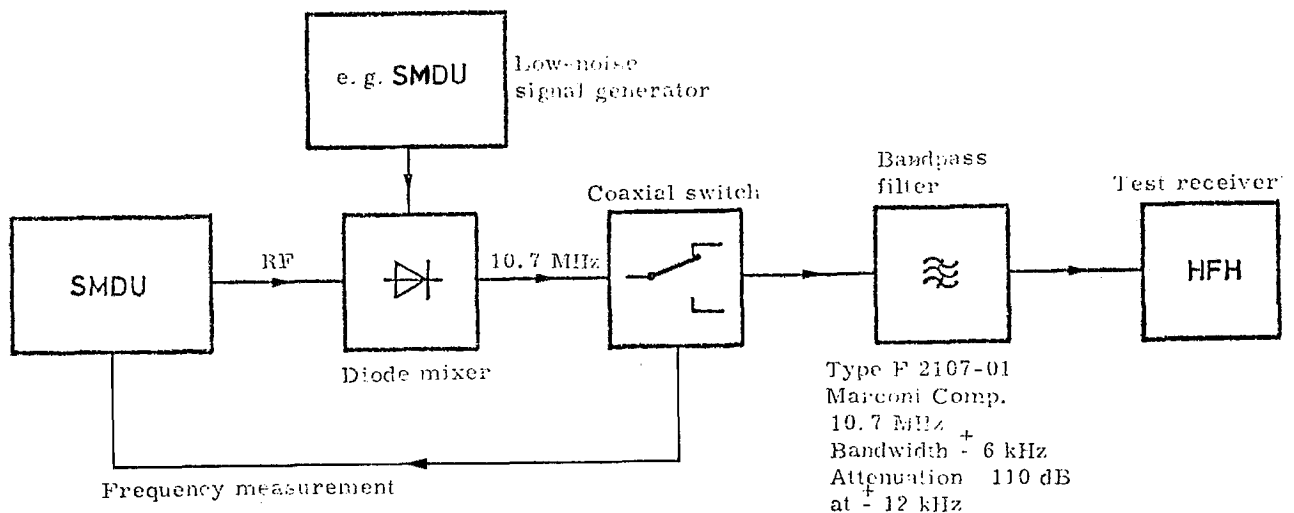 e. g. SMDU
Low-noise
signal generator
Bandpass
filter
Coaxial switch
Test receiver
SMDU
RF
10.7 MHz
HFH
Diode mixer
Type F 2107-01
Marconi Comp.
10.7 MHz
Bandwidth ± 6 kHz
Attenuation 110 dB
at ± 12 kHz
Frequency measurement